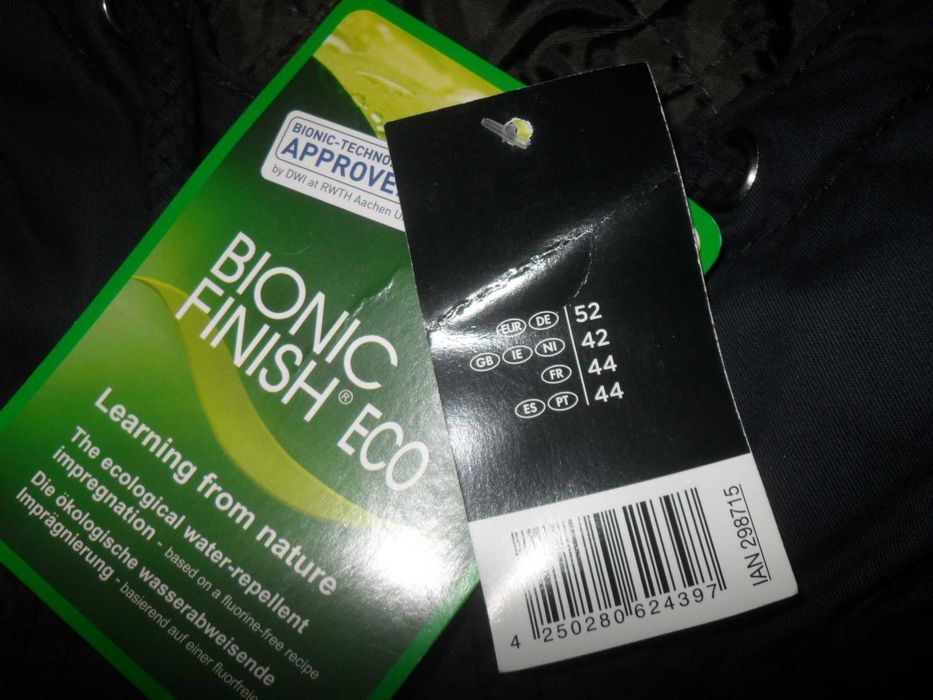 BIONIC-TECHNO
APPROVE
by DWI at RWTH Aachen U
BIONIC
FINISH® ECO
Learning from nature
The ecological water-repellent
impregnation - based on a fluorine-free recipe
Die ökologische wasserabweisende
Imprägnierung - basierend auf einer fluorfreie
EUR DE 52
GB IE NI 42
FR 44
ES PT 44
4 250280 624397
IAN 298715